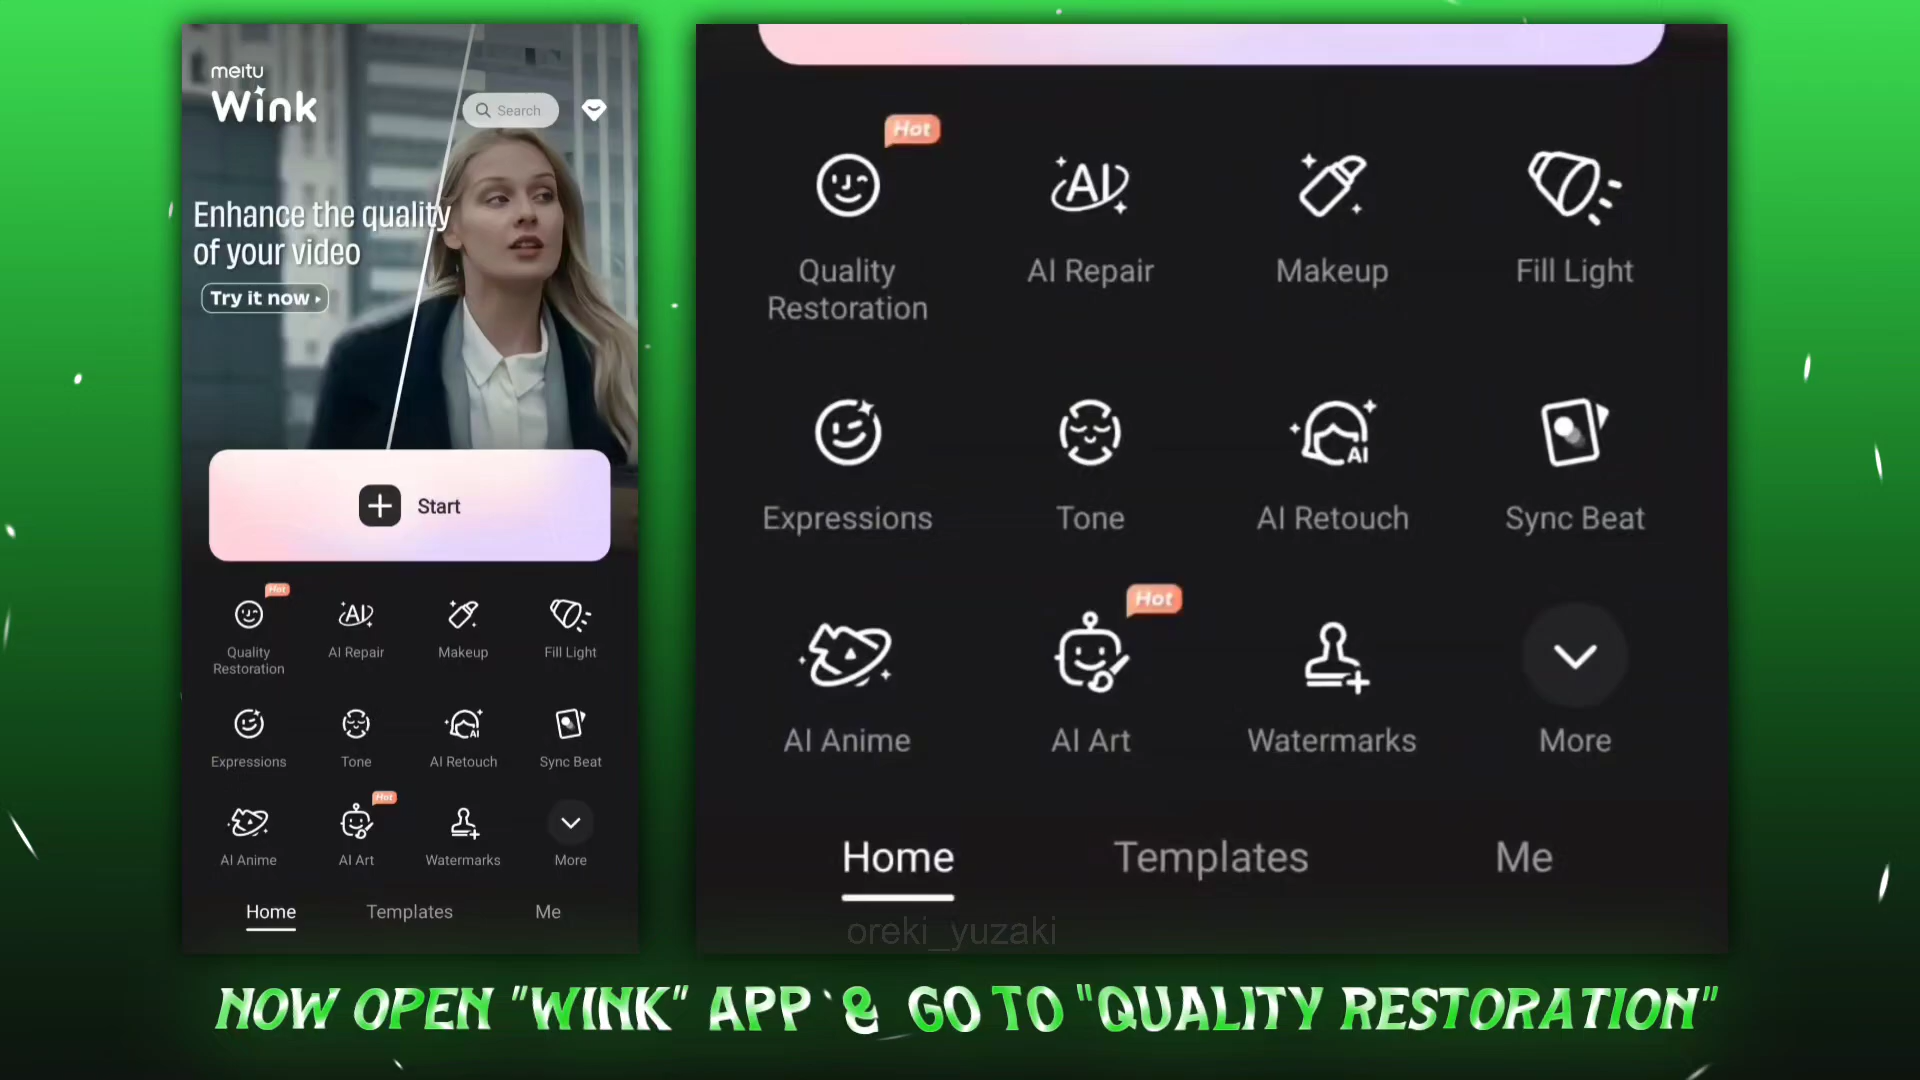 meitu
Wink
Search
Enhance the quality
of your video
Try it now
Start
Hot
Quality
Restoration
AI Repair
Makeup
Fill Light
Expressions
Tone
AI Retouch
AI
Sync Beat
Hot
AI Anime
AI Art
Watermarks
More
Home
Templates
Me
Hot
AI
Quality
Restoration
AI Repair
Makeup
Fill Light
AI
Expressions
Tone
AI Retouch
Sync Beat
Hot
AI Anime
AI Art
Watermarks
More
Home
Templates
Me
oreki_yuzaki
NOW OPEN "WINK" APP & GO TO "QUALITY RESTORATION"